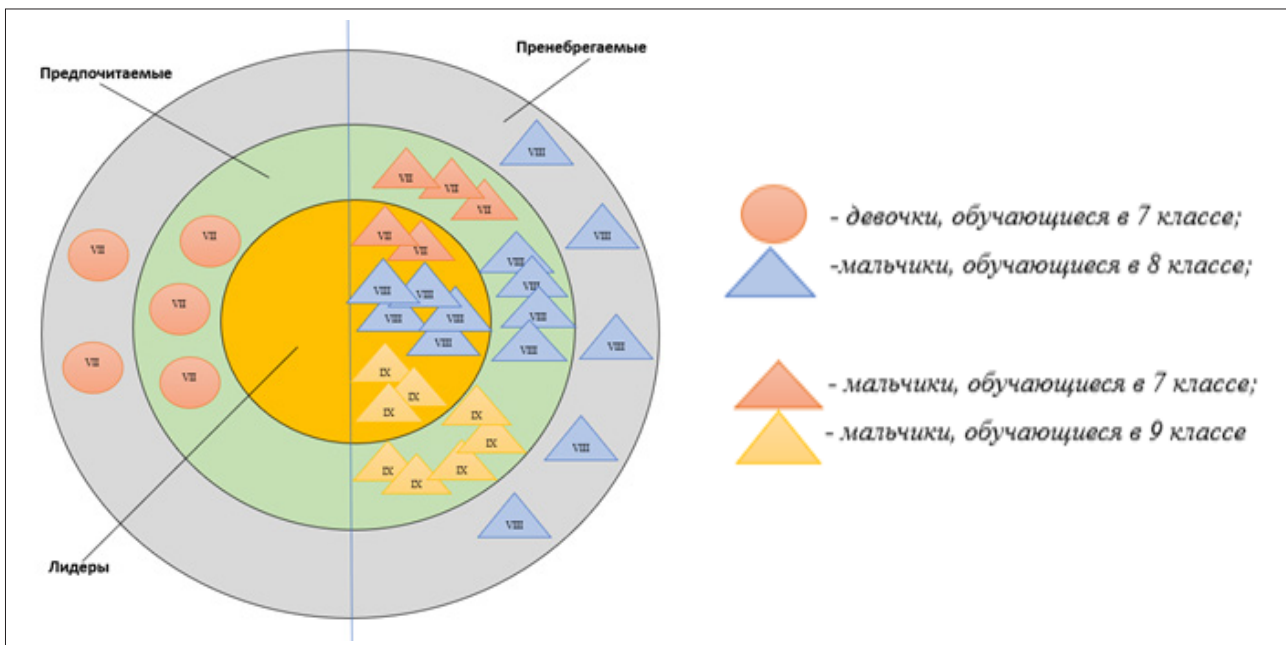 Пренебрегаемые
Предпочитаемые
VIII
VII
VII
VII
VIII
VII
VII
VII
VII
VIII
VIII
VIII
VIII
VII
VIII
VIII
VIII
VIII
VIII
VIII
VIII
VII
VII
IX
IX
IX
IX
IX
VIII
IX
IX
IX
VIII
Лидеры
- девочки, обучающиеся в 7 классе;
-мальчики, обучающиеся в 8 классе;
- мальчики, обучающиеся в 7 классе;
- мальчики, обучающиеся в 9 классе